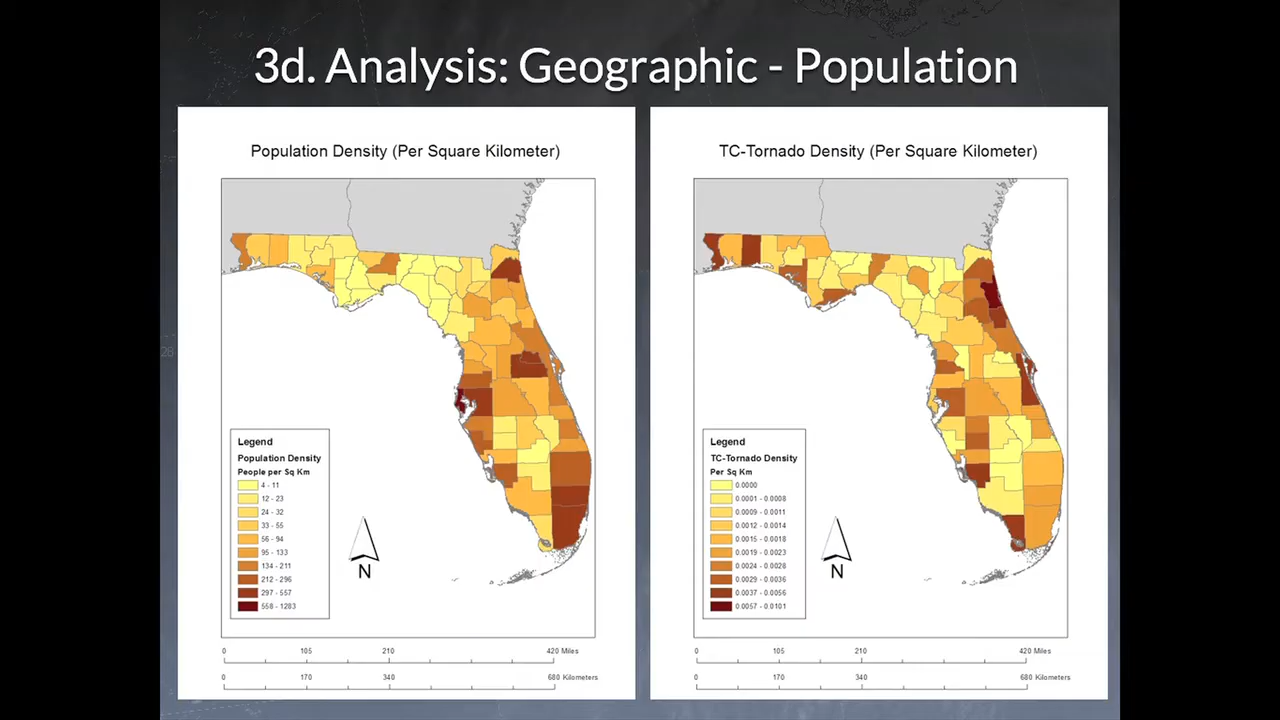 3d. Analysis: Geographic - Population
Population Density (Per Square Kilometer)
N
Legend
Population Density
People per Sq Km
4 - 11
12 - 23
24 - 32
33 - 55
56 - 94
95 - 133
134 - 211
212 - 296
297 - 557
558 - 1283
0 105 210 420 Miles
0 170 340 680 Kilometers
TC-Tornado Density (Per Square Kilometer)
N
Legend
TC-Tornado Density
Per Sq Km
0.0000
0.0001 - 0.0008
0.0009 - 0.0011
0.0012 - 0.0014
0.0015 - 0.0018
0.0019 - 0.0023
0.0024 - 0.0028
0.0029 - 0.0036
0.0037 - 0.0056
0.0057 - 0.0101
0 105 210 420 Miles
0 170 340 680 Kilometers
28